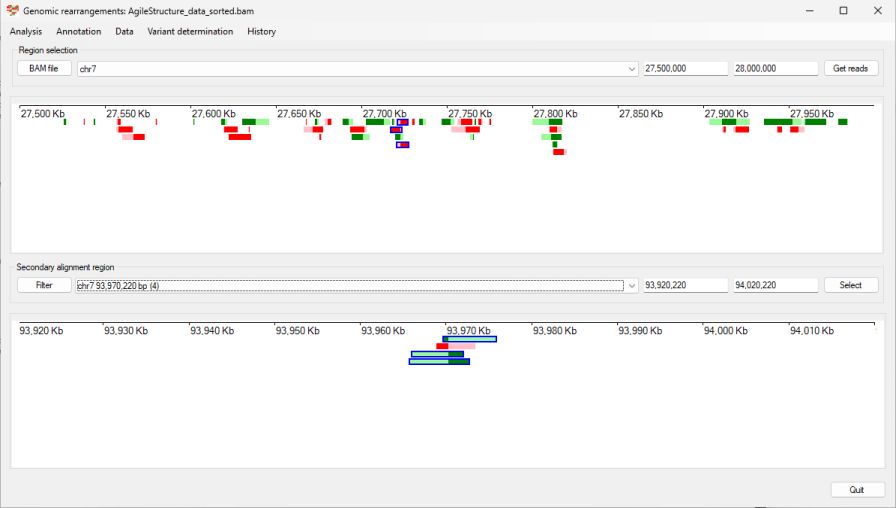 Genomic rearrangements: AgileStructure_data_sorted.bam
Analysis Annotation Data Variant determination History
Region selection
BAM file chr7 27,500,000 28,000,000 Get reads
27,500 Kb 27,550 Kb 27,600 Kb 27,650 Kb 27,700 Kb 27,750 Kb 27,800 Kb 27,850 Kb 27,900 Kb 27,950 Kb
Secondary alignment region
Filter chr7 93,970,220 bp (4) 93,920,220 94,020,220 Select
93,920 Kb 93,930 Kb 93,940 Kb 93,950 Kb 93,960 Kb 93,970 Kb 93,980 Kb 93,990 Kb 94,000 Kb 94,010 Kb
Quit